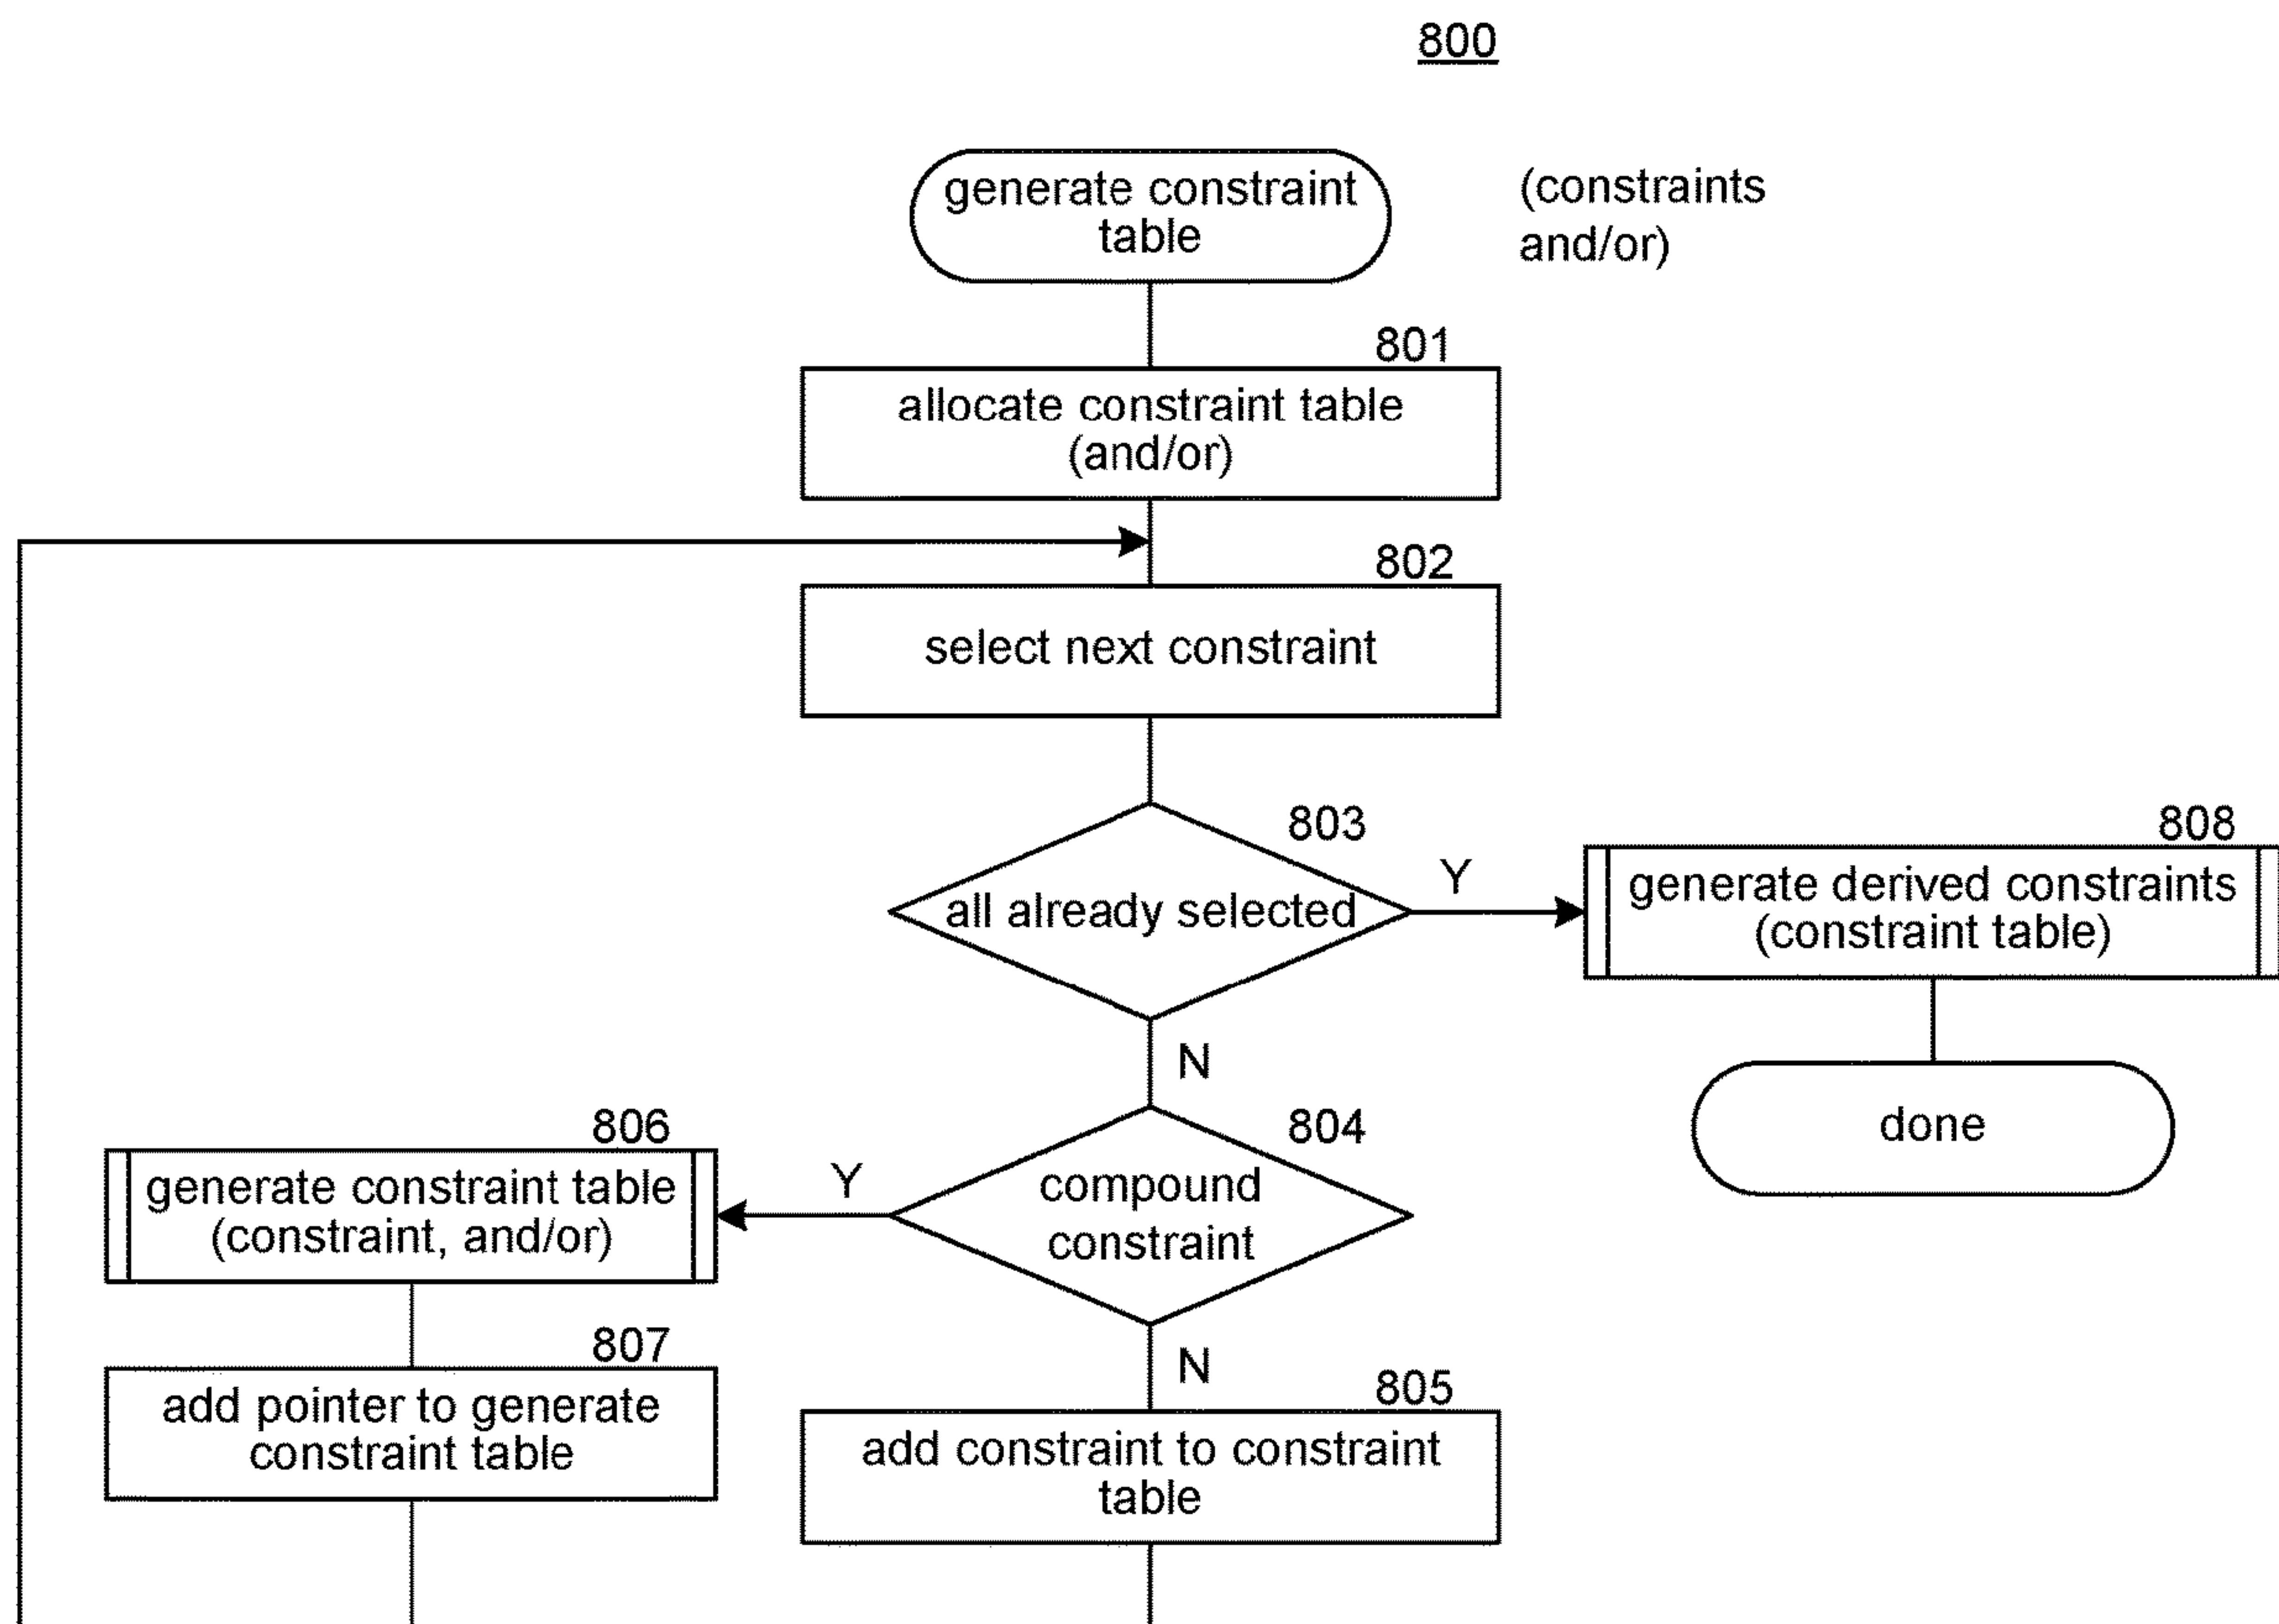 800
generate constraint
table
(constraints
and/or)
801
allocate constraint table
(and/or)
802
select next constraint
803
all already selected
Y
808
generate derived constraints
(constraint table)
N
done
804
compound
constraint
Y
806
generate constraint table
(constraint, and/or)
807
add pointer to generate
constraint table
N
805
add constraint to constraint
table